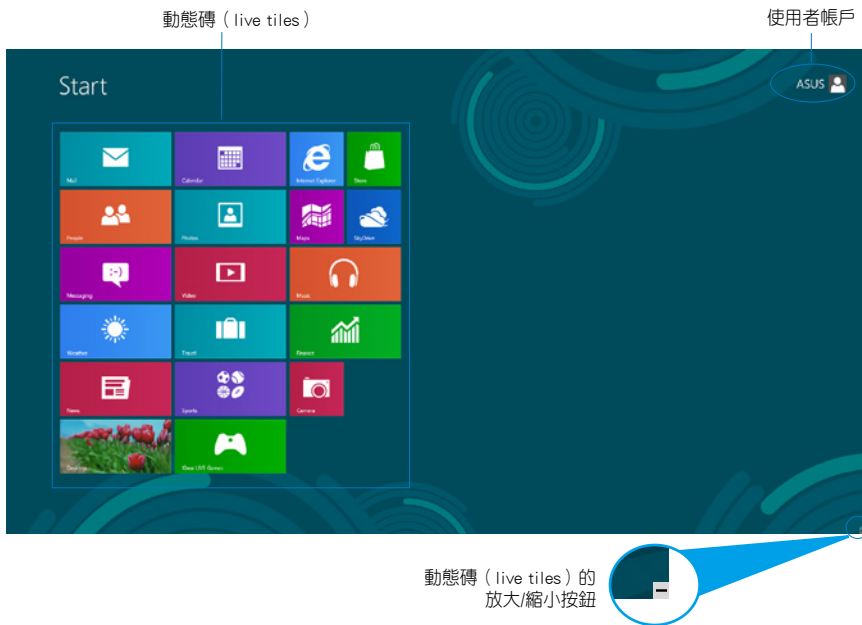 動態磚（live tiles）
使用者帳戶
Start
ASUS
Mail
Calendar
Internet Explorer
Store
People
Photos
Maps
SkyDrive
Messaging
Video
Music
Weather
Travel
Finance
News
Sports
Camera
Desktop
Xbox LIVE Games
動態磚（live tiles）的
放大/縮小按鈕